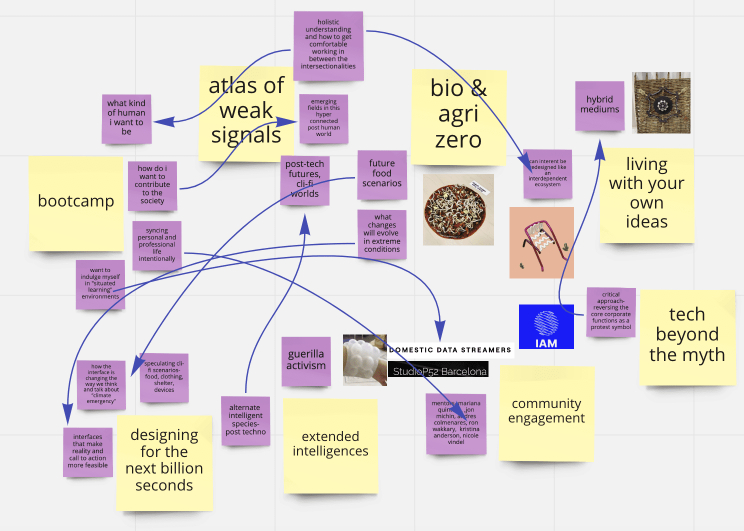 holistic
understanding
and how to get
comfortable
working in
between the
intersectionalities
atlas of
weak
signals
bio &
agri
zero
what kind
of human
i want to
be
emerging
fields in this
hyper
connected
post human
world
hybrid
mediums
bootcamp
how do i
want to
contribute
to the
society
post-tech
futures,
cli-fi
worlds
future
food
scenarios
can interent be
redesigned like
an
interdependent
ecosystem
living
with your
own
ideas
syncing
personal and
professional
life
intentionally
what
changes will
evolve in
extreme
conditions
want to
indulge myself
in "situated
learning"
environments
critical
approach-
reversing the
core corporate
functions as a
protest symbol
tech
beyond
the myth
IAM
guerilla
activism
DOMESTIC DATA STREAMERS
StudioP52 Barcelona
how the
interface is
changing the
way we think
and talk about
"climate
emergency"
speculating cli-
fi scenarios-
food, clothing,
shelter,
devices
alternate
intelligent
species-
post techno
extended
intelligences
mariana
jon
michin,
colmenares, ron
wakkary, kristina
anderson, nicole
vindel
community
engagement
interfaces
that make
reality and
call to action
more feasible
designing
for the
next billion
seconds